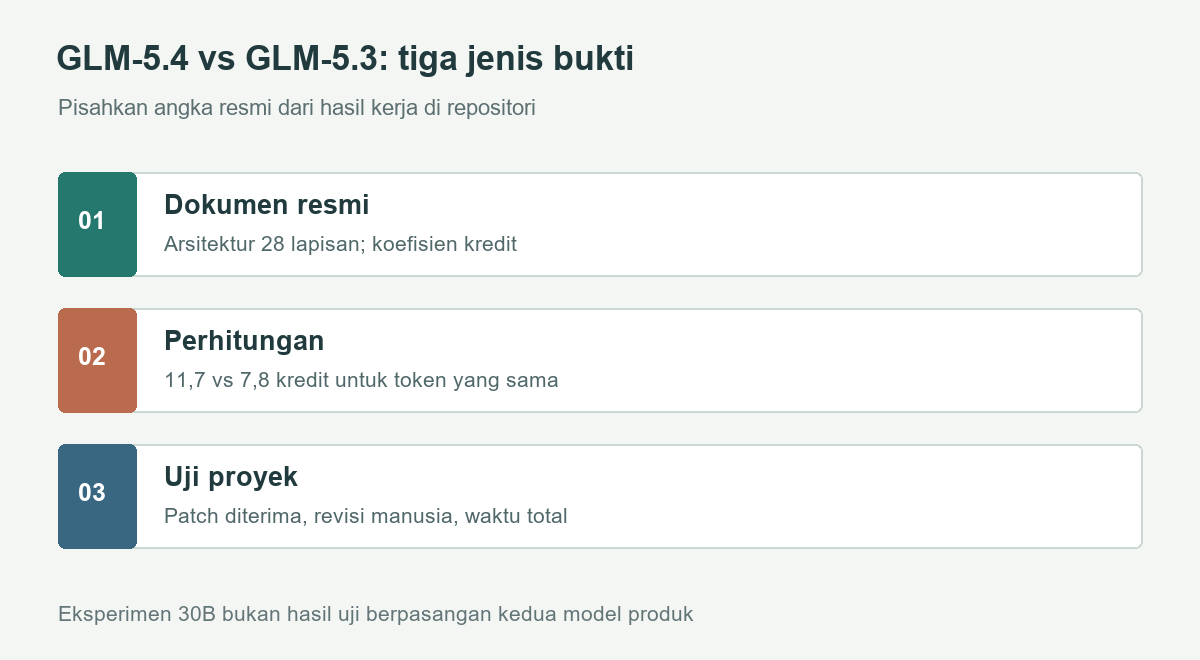 GLM-5.4 vs GLM-5.3: tiga jenis bukti
Pisahkan angka resmi dari hasil kerja di repositori
01
Dokumen resmi
Arsitektur 28 lapisan; koefisien kredit
02
Perhitungan
11,7 vs 7,8 kredit untuk token yang sama
03
Uji proyek
Patch diterima, revisi manusia, waktu total
Eksperimen 30B bukan hasil uji berpasangan kedua model produk